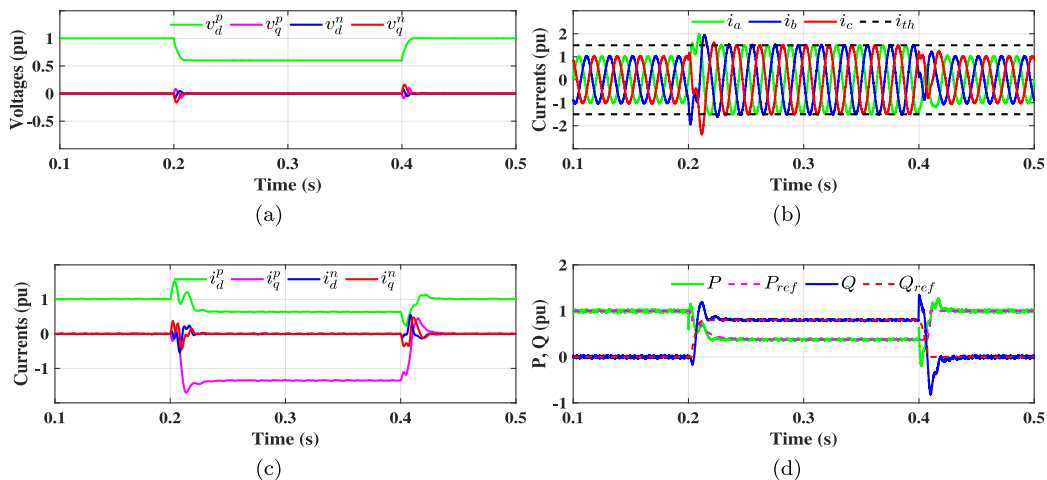 v_d^p v_q^p v_d^n v_q^n
Voltages (pu)
1
0.5
0
-0.5
0.1 0.2 0.3 0.4 0.5
Time (s)
(a)
i_a i_b i_c i_th
Currents (pu)
2
1
0
-1
-2
0.1 0.2 0.3 0.4 0.5
Time (s)
(b)
i_d^p i_q^p i_d^n i_q^n
Currents (pu)
1
0
-1
0.1 0.2 0.3 0.4 0.5
Time (s)
(c)
P P_ref Q Q_ref
P, Q (pu)
2
1
0
-1
0.1 0.2 0.3 0.4 0.5
Time (s)
(d)